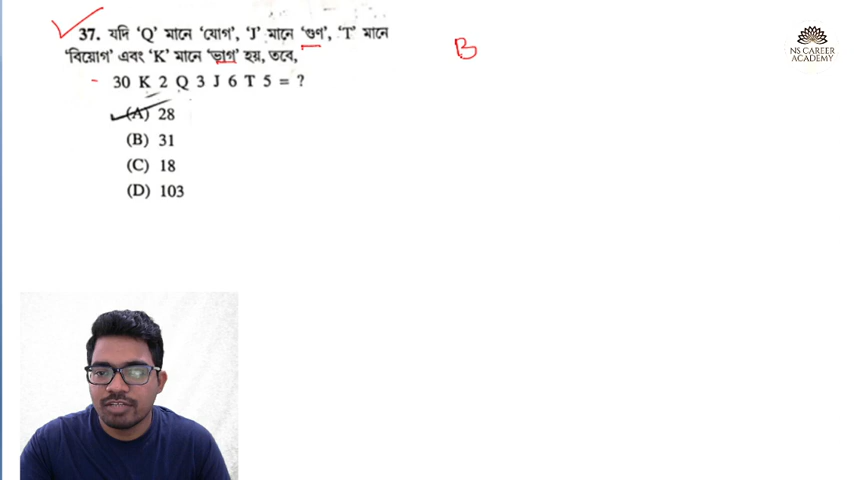 37. যদি ‘Q’ মানে ‘যোগ’, ‘J’ মানে ‘গুণ’, ‘T’ মানে
‘বিয়োগ’ এবং ‘K’ মানে ‘ভাগ’ হয়, তবে,
30 K 2 Q 3 J 6 T 5 = ?
(A) 28
(B) 31
(C) 18
(D) 103
B
NS CAREER
ACADEMY